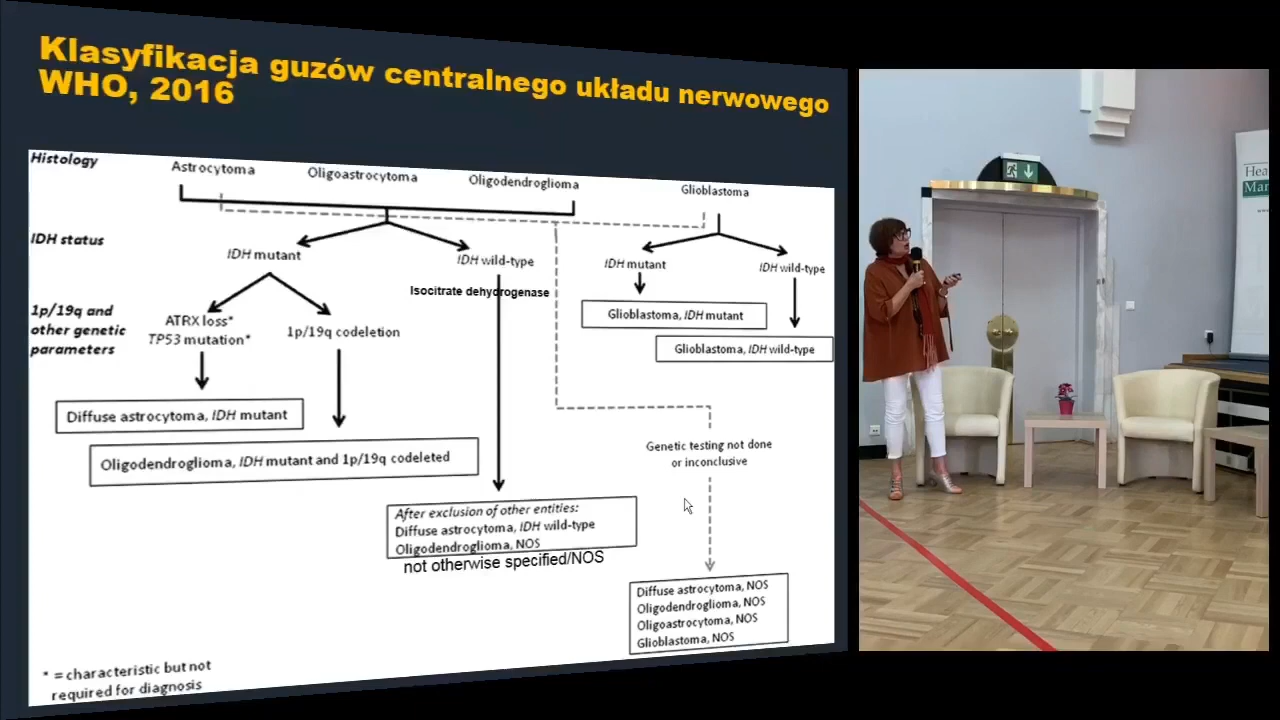 Klasyfikacja guzów centralnego układu nerwowego
WHO, 2016
Histology
Astrocytoma
Oligoastrocytoma
Oligodendroglioma
Glioblastoma
IDH status
IDH mutant
IDH wild-type
IDH mutant
IDH wild-type
Isocitrate dehydrogenase
1p/19q and
other genetic
parameters
ATRX loss*
TP53 mutation*
1p/19q codeletion
Glioblastoma, IDH mutant
Glioblastoma, IDH wild-type
Diffuse astrocytoma, IDH mutant
Oligodendroglioma, IDH mutant and 1p/19q codeleted
Genetic testing not done
or inconclusive
After exclusion of other entities:
Diffuse astrocytoma, IDH wild-type
Oligodendroglioma, NOS
not otherwise specified/NOS
Diffuse astrocytoma, NOS
Oligodendroglioma, NOS
Oligoastrocytoma, NOS
Glioblastoma, NOS
* = characteristic but not
required for diagnosis